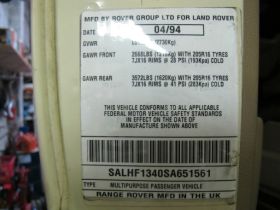 MFD BY ROVER GROUP LTD FOR LAND ROVER
DATE 04/94
GVWR
GAWR FRONT 2668LBS WITH 205R16 TYRES
7JX16 RIMS @ 28 PSI (193KPa) COLD
GAWR REAR 3572LBS (1620Kg) WITH 205R16 TYRES
7JX16 RIMS @ 41 PSI (283KPa) COLD
THIS VEHICLE CONFORMS TO ALL APPLICABLE
FEDERAL MOTOR VEHICLE SAFETY STANDARDS
IN EFFECT ON THE DATE OF
MANUFACTURE SHOWN ABOVE
SALHF1340SA651561
TYPE MULTIPURPOSE PASSENGER VEHICLE
RANGE ROVER MFD IN THE UK